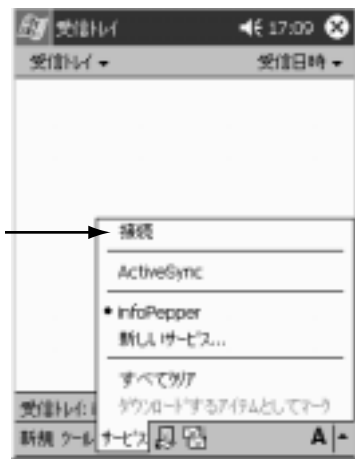 受信トレイ 17:09
受信トレイ 受信日時
接続
ActiveSync
infoPepper
新しいサービス...
すべてクリア
ダウンロードするアイテムとしてマーク
受信トレイ:
新規 ツール サービス A